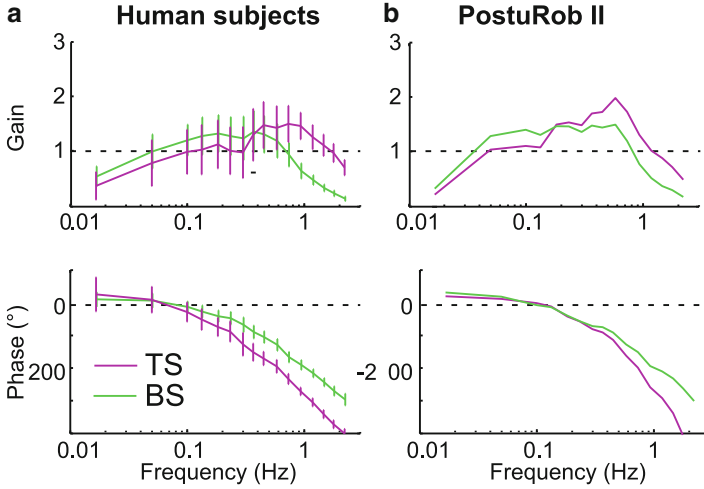 a Human subjects
b PostuRob II
Gain
3
2
1
0.01 0.1 1
3
2
1
0.01 0.1 1
Phase (°)
0
200
TS
BS
0.01 0.1 1
Frequency (Hz)
0
-2 00
0.01 0.1 1
Frequency (Hz)